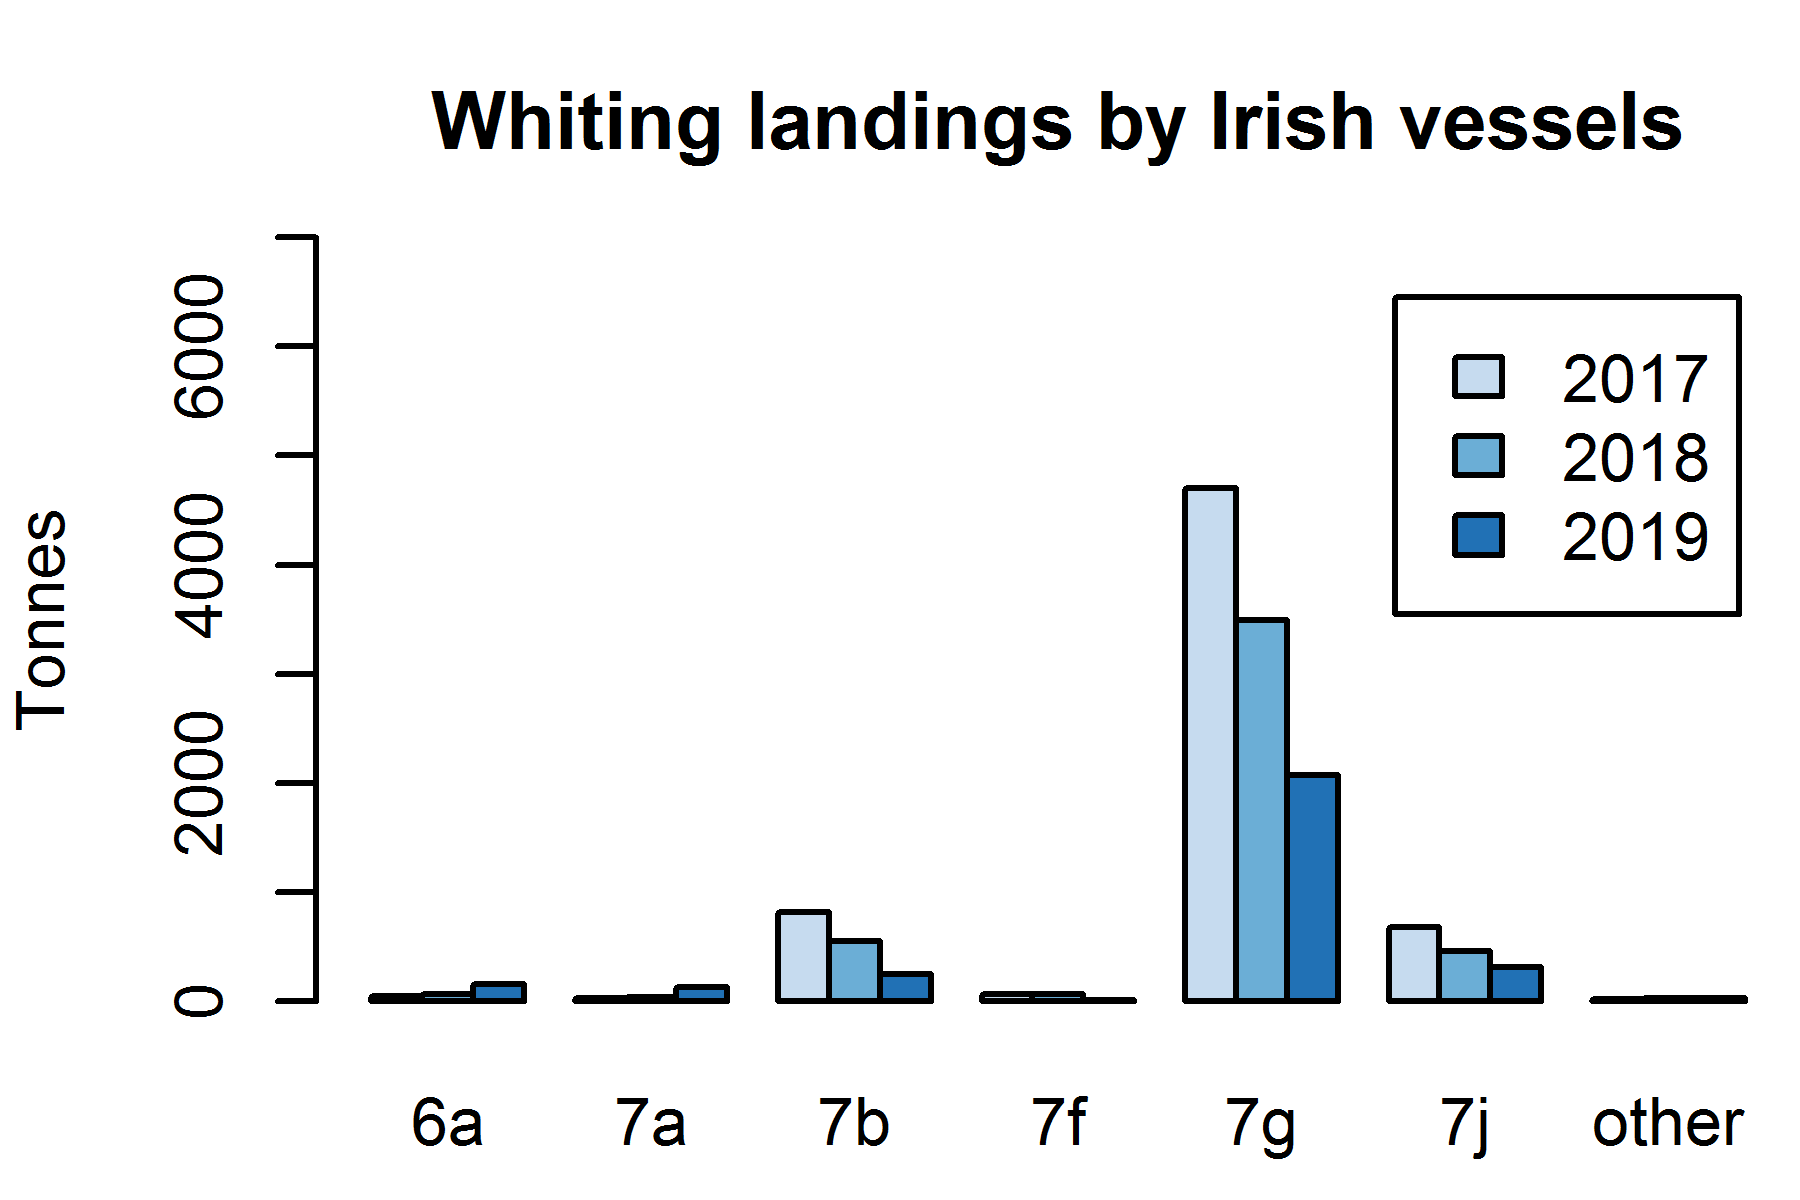 Whiting landings by Irish vessels
Tonnes
6000
4000
2000
0
2017
2018
2019
6a 7a 7b 7f 7g 7j other